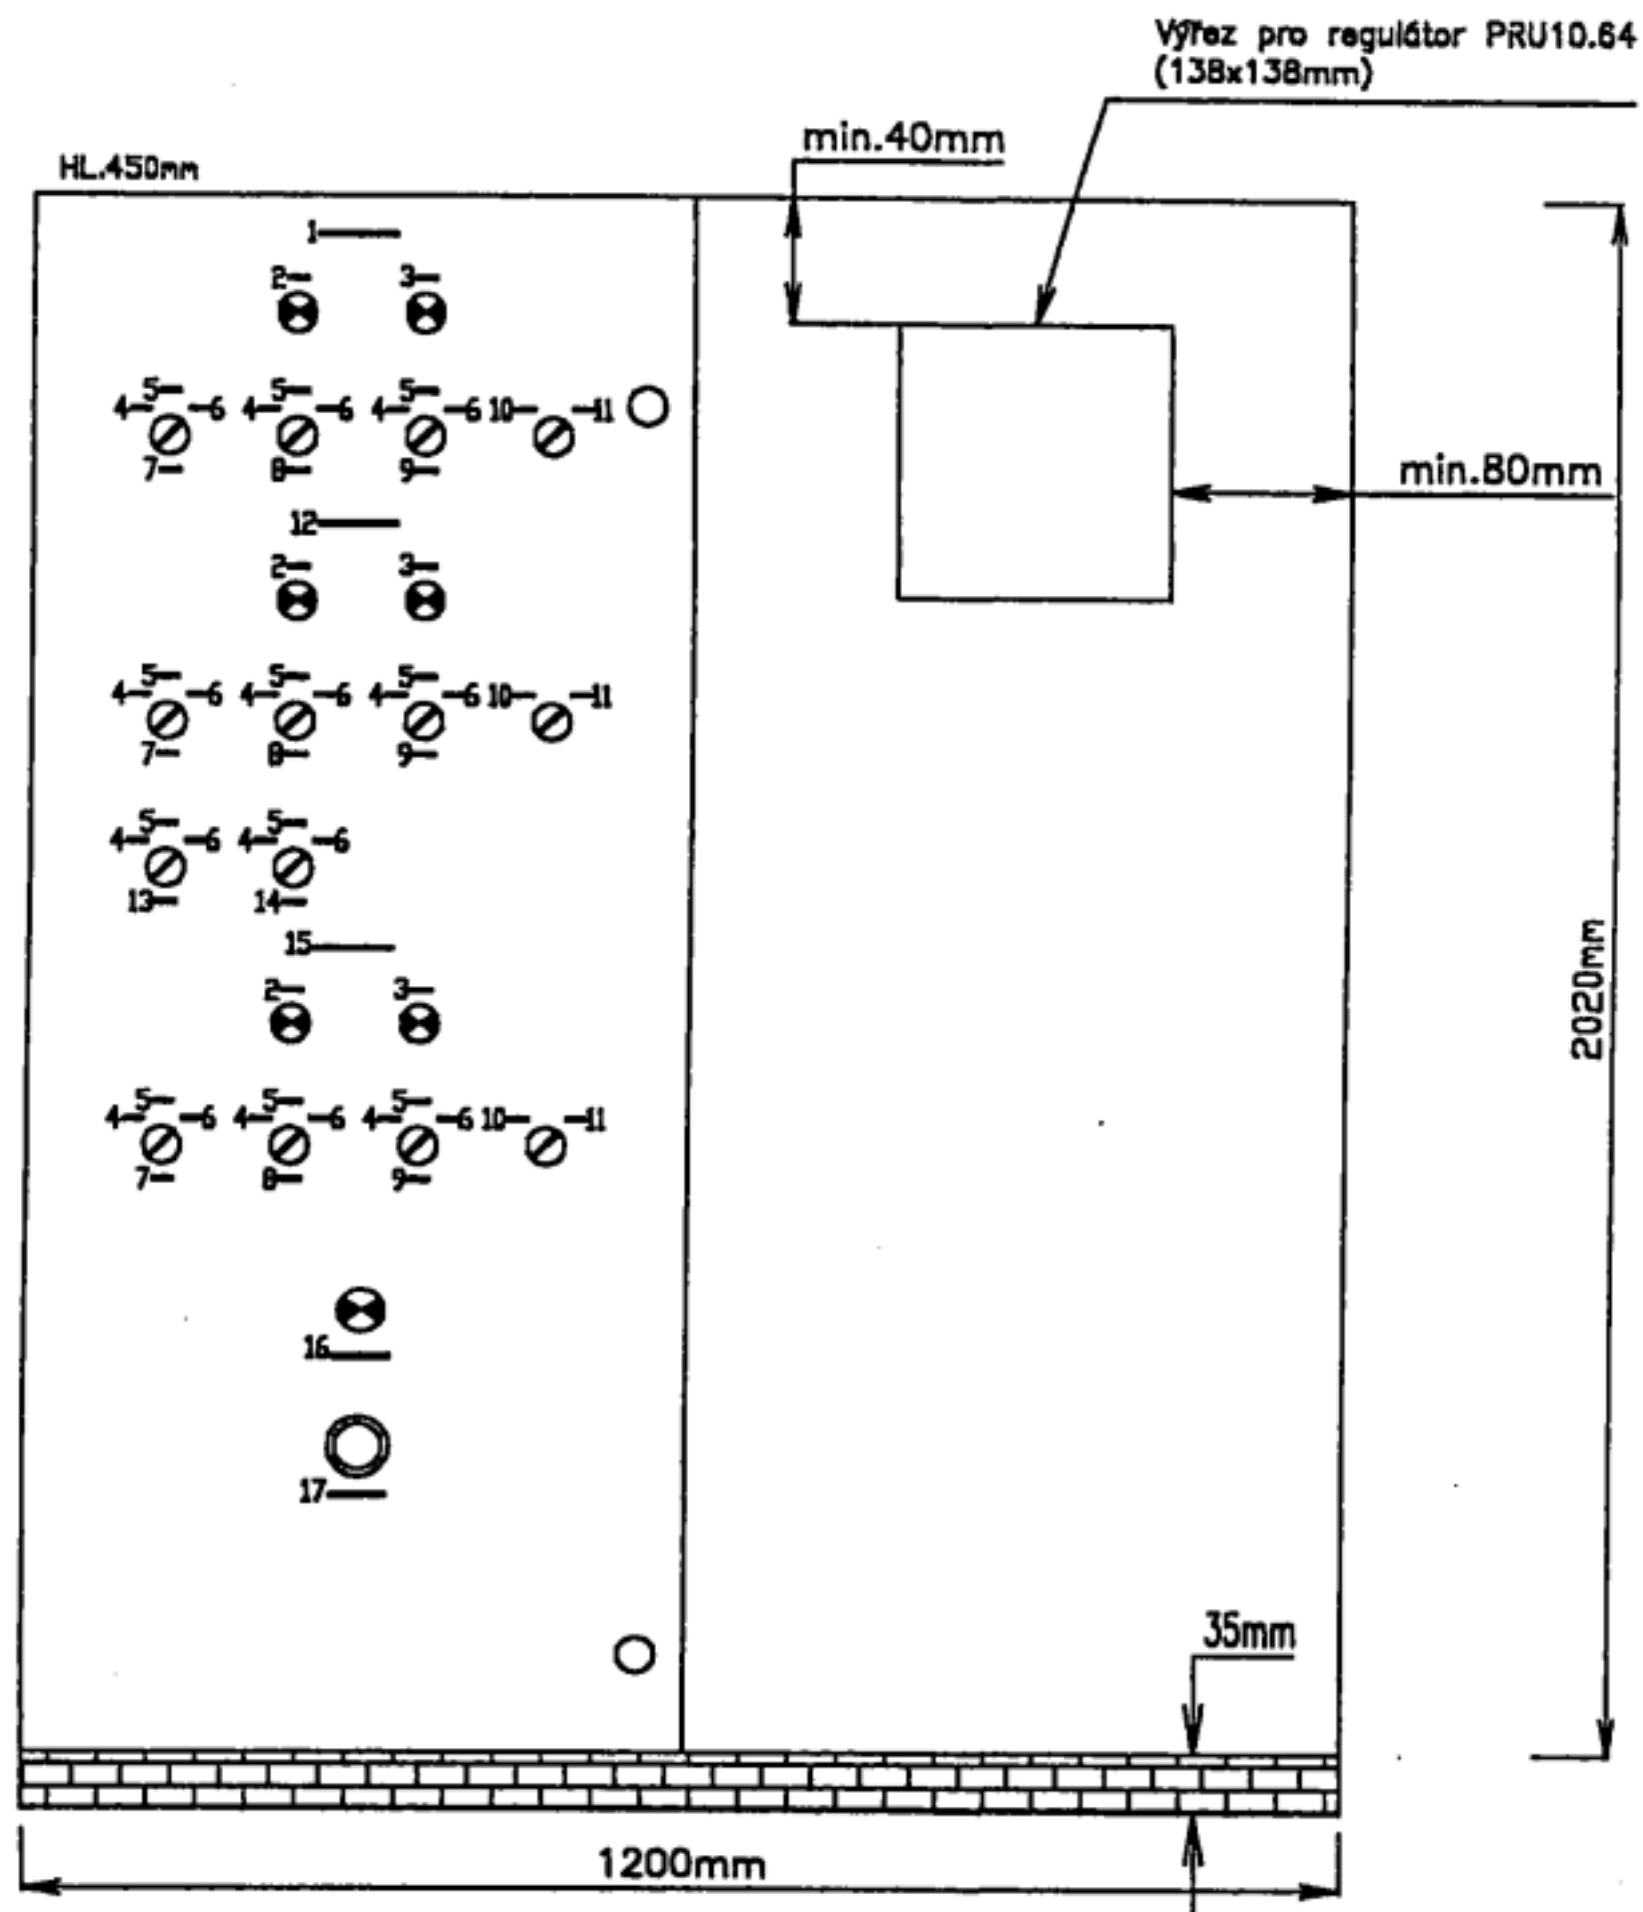 Výřez pro regulátor PRU10.64
(138x138mm)
min.40mm
HL.450mm
1
2 3
5 5 5
4 6 4 6 4 6 10 11
7 8 9
min.80mm
12
2 3
5 5 5
4 6 4 6 4 6 10 11
7 8 9
5 5
4 6 4 6
13 14
15
2020mm
2 3
5 5 5
4 6 4 6 4 6 10 11
7 8 9
16
17
35mm
1200mm